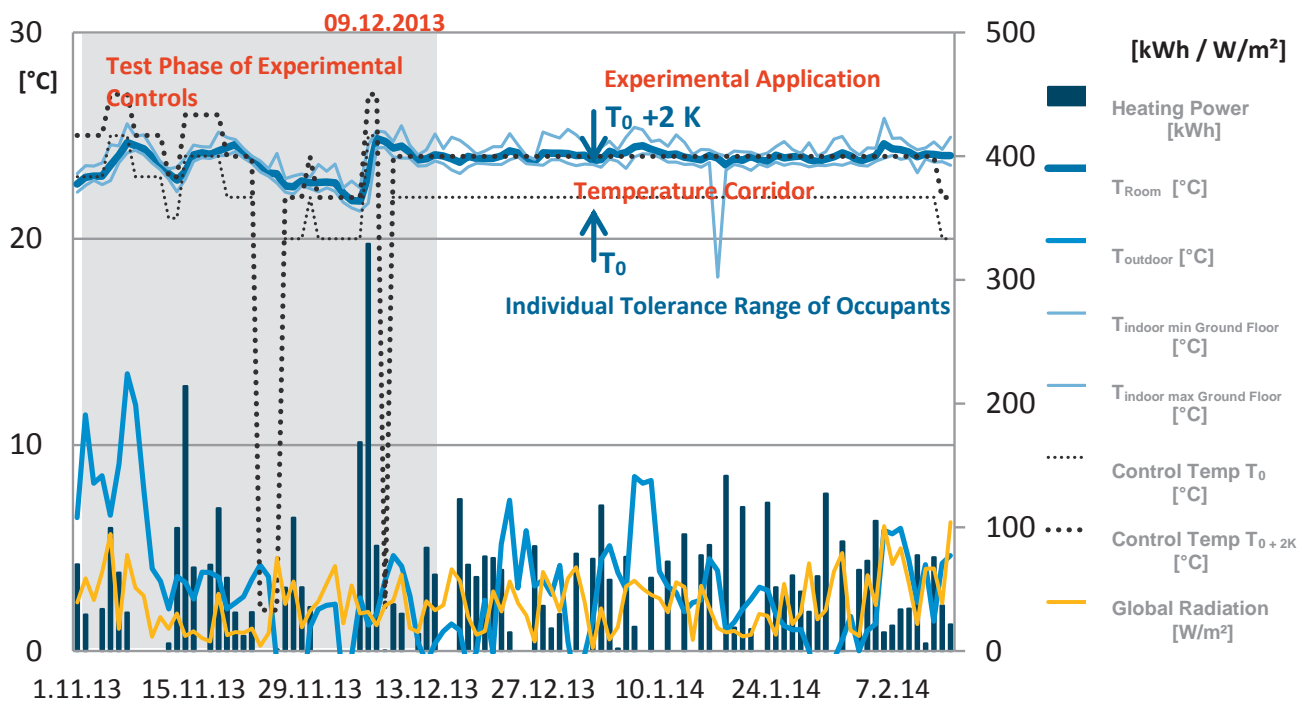 09.12.2013
30
[°C]
20
10
0
Test Phase of Experimental
Controls
Experimental Application
T0 +2 K
Temperature Corridor
T0
Individual Tolerance Range of Occupants
500
400
300
200
100
0
1.11.13 15.11.13 29.11.13 13.12.13 27.12.13 10.1.14 24.1.14 7.2.14
[kWh / W/m²]
Heating Power
[kWh]
TRoom [°C]
Toutdoor [°C]
Tindoor min Ground Floor
[°C]
Tindoor max Ground Floor
[°C]
Control Temp T0
[°C]
Control Temp T0 + 2K
[°C]
Global Radiation
[W/m²]